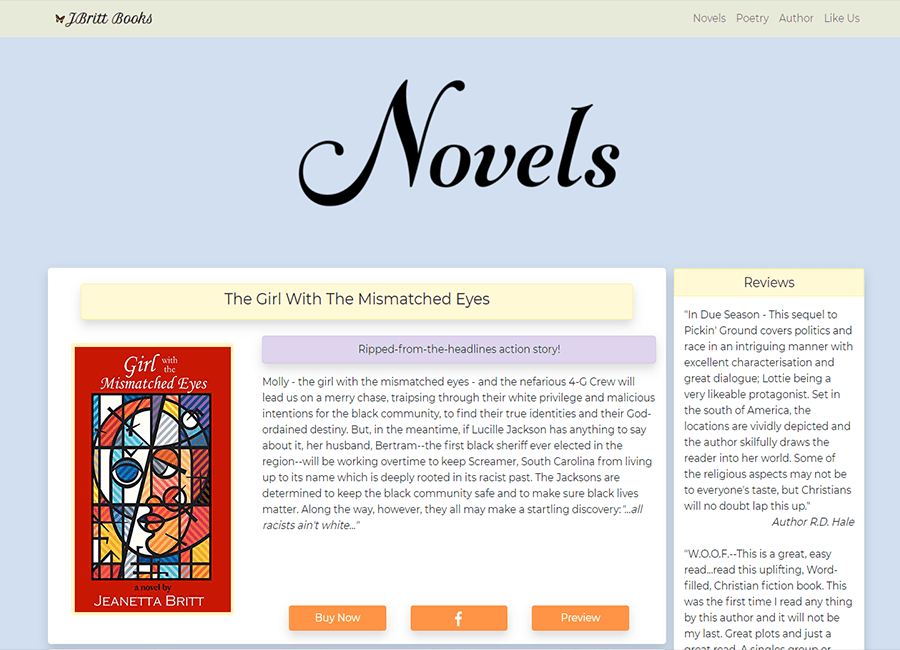 JBritt Books
Novels Poetry Author Like Us
Novels
The Girl With The Mismatched Eyes
Girl with the
Mismatched Eyes
a novel by
JEANETTA BRITT
Ripped-from-the-headlines action story!
Molly - the girl with the mismatched eyes - and the nefarious 4-G Crew will
lead us on a merry chase, traipsing through their white privilege and malicious
intentions for the black community, to find their true identities and their God-
ordained destiny. But, in the meantime, if Lucille Jackson has anything to say
about it, her husband, Bertram--the first black sheriff ever elected in the
region--will be working overtime to keep Screamer, South Carolina from living
up to its name which is deeply rooted in its racist past. The Jacksons are
determined to keep the black community safe and to make sure black lives
matter. Along the way, however, they all may make a startling discovery:"...all
racists ain't white..."
Buy Now
f
Preview
Reviews
"In Due Season - This sequel to
Pickin' Ground covers politics and
race in an intriguing manner with
excellent characterisation and
great dialogue; Lottie being a
very likeable protagonist. Set in
the south of America, the
locations are vividly depicted and
the author skilfully draws the
reader into her world. Some of
the religious aspects may not be
to everyone's taste, but Christians
will no doubt lap this up."
Author R.D. Hale
"W.O.O.F.--This is a great, easy
read...read this uplifting, Word-
filled, Christian fiction book. This
was the first time I read any thing
by this author and it will not be
my last. Great plots and just a
great read. A singles group or